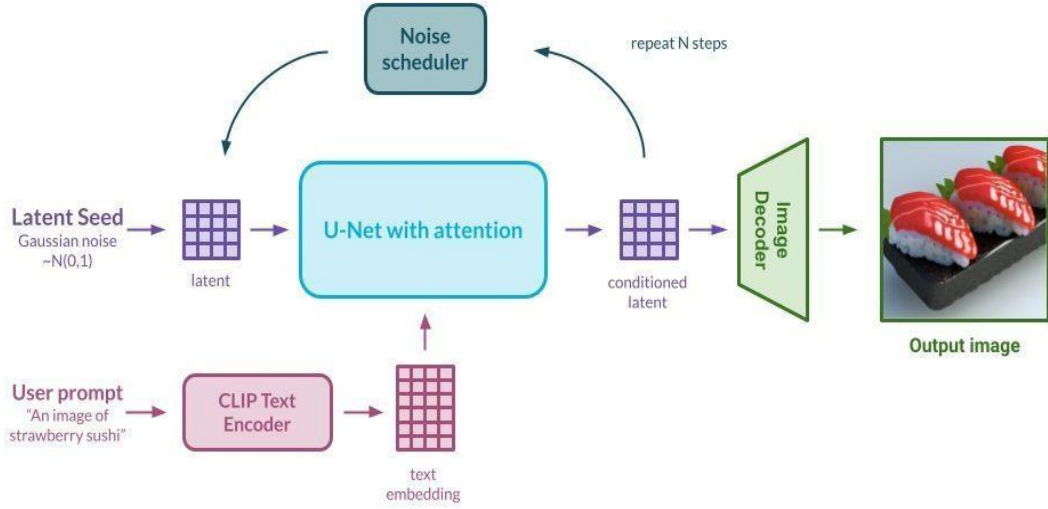 Noise
scheduler
repeat N steps
Latent Seed
Gaussian noise
~N(0,1)
latent
U-Net with attention
conditioned
latent
Image
Decoder
Output image
User prompt
“An image of
strawberry sushi”
CLIP Text
Encoder
text
embedding